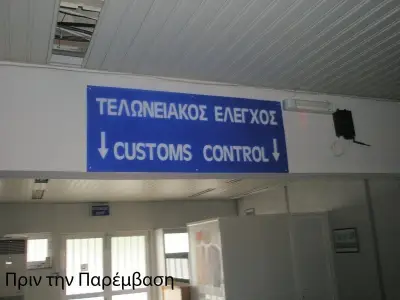 ΤΕΛΩΝΕΙΑΚΟΣ ΕΛΕΓΧΟΣ
↓ CUSTOMS CONTROL ↓
Πριν την Παρέμβαση